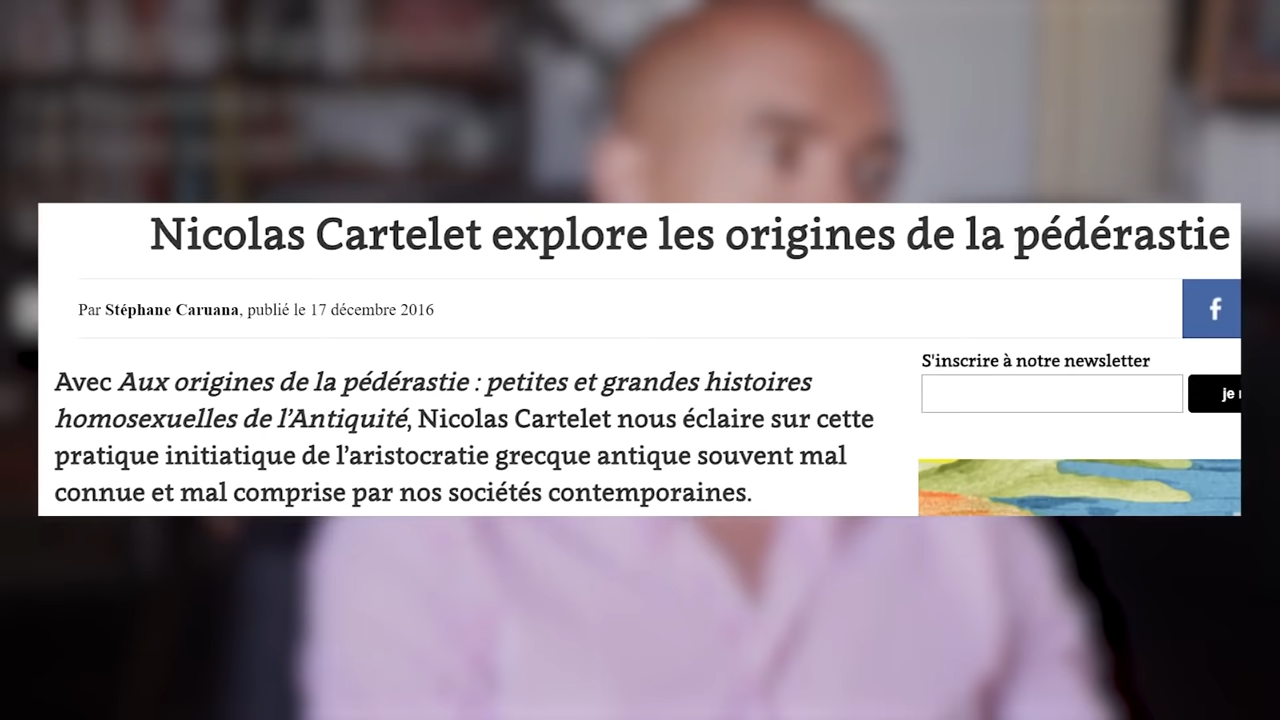 Nicolas Cartelet explore les origines de la pédérastie
Par Stéphane Caruana, publié le 17 décembre 2016
f
S'inscrire à notre newsletter
je
Avec Aux origines de la pédérastie : petites et grandes histoires
homosexuelles de l'Antiquité, Nicolas Cartelet nous éclaire sur cette
pratique initiatique de l'aristocratie grecque antique souvent mal
connue et mal comprise par nos sociétés contemporaines.